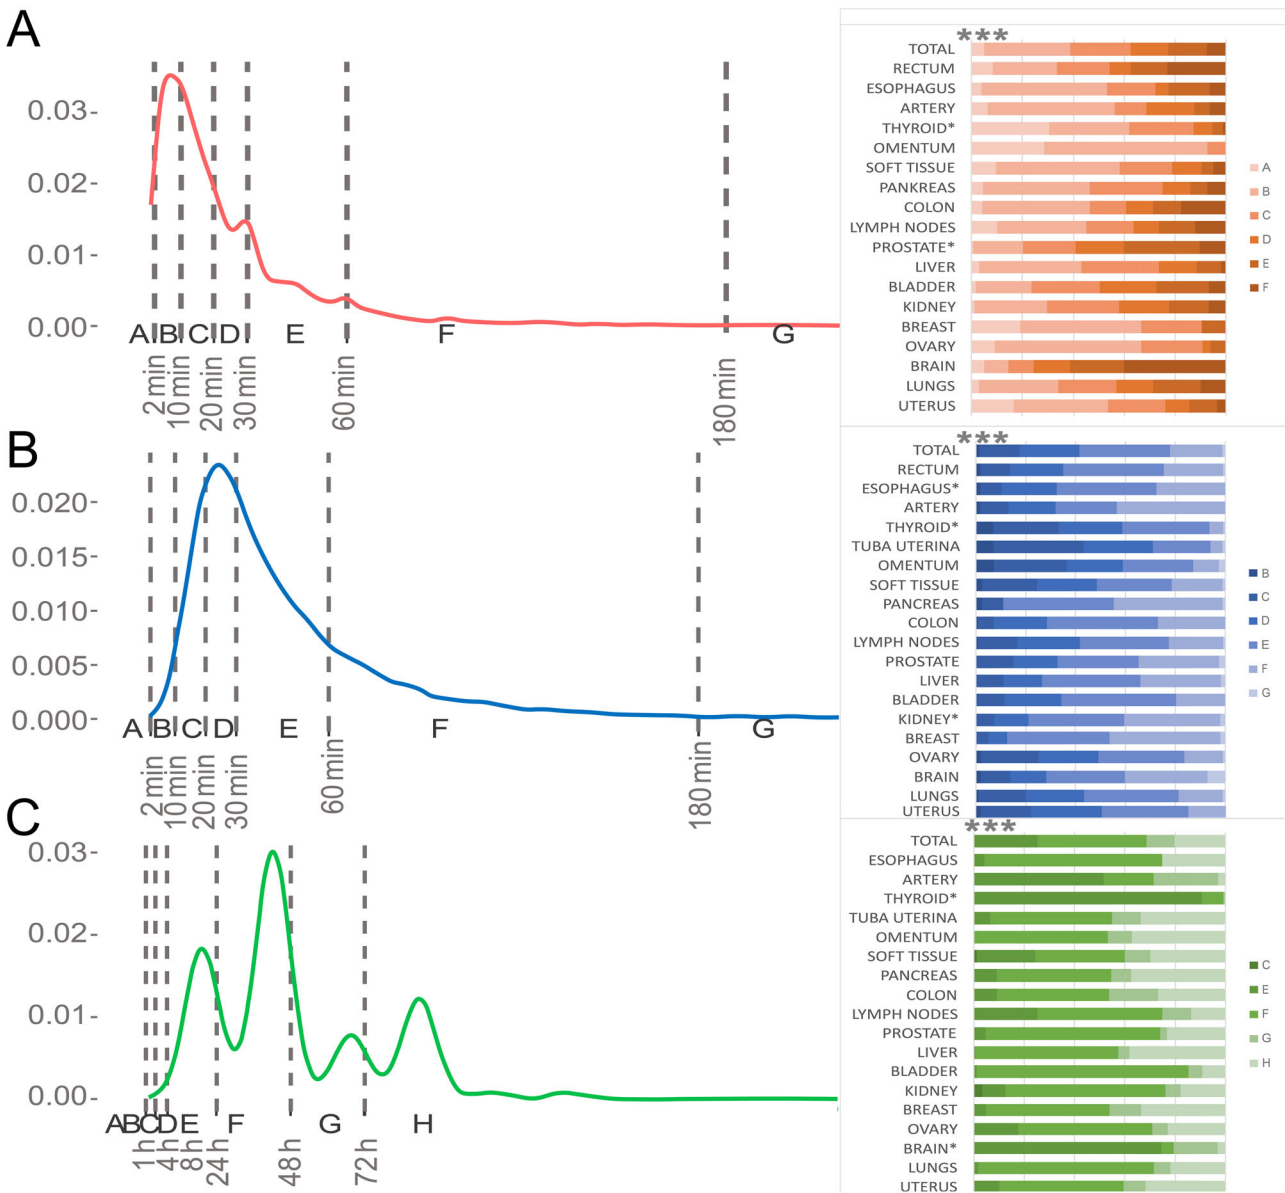 A
0.03-
0.02-
0.01-
0.00-
A B C D E F G
2 min
10 min
20 min
30 min
60 min
180 min
***
TOTAL
RECTUM
ESOPHAGUS
ARTERY
THYROID*
OMENTUM
SOFT TISSUE
PANKREAS
COLON
LYMPH NODES
PROSTATE*
LIVER
BLADDER
KIDNEY
BREAST
OVARY
BRAIN
LUNGS
UTERUS
A
B
C
D
E
F
B
0.020-
0.015-
0.010-
0.005-
0.000-
A B C D E F G
2 min
10 min
20 min
30 min
60 min
180 min
***
TOTAL
RECTUM
ESOPHAGUS*
ARTERY
THYROID*
TUBA UTERINA
OMENTUM
SOFT TISSUE
PANCREAS
COLON
LYMPH NODES
PROSTATE
LIVER
BLADDER
KIDNEY*
BREAST
OVARY
BRAIN
LUNGS
UTERUS
B
C
D
E
F
G
C
0.03-
0.02-
0.01-
0.00-
A B C D E F G H
1 h
4 h
8 h
24 h
48 h
72 h
***
TOTAL
ESOPHAGUS
ARTERY
THYROID*
TUBA UTERINA
OMENTUM
SOFT TISSUE
PANCREAS
COLON
LYMPH NODES
PROSTATE
LIVER
BLADDER
KIDNEY
BREAST
OVARY
BRAIN*
LUNGS
UTERUS
C
E
F
G
H